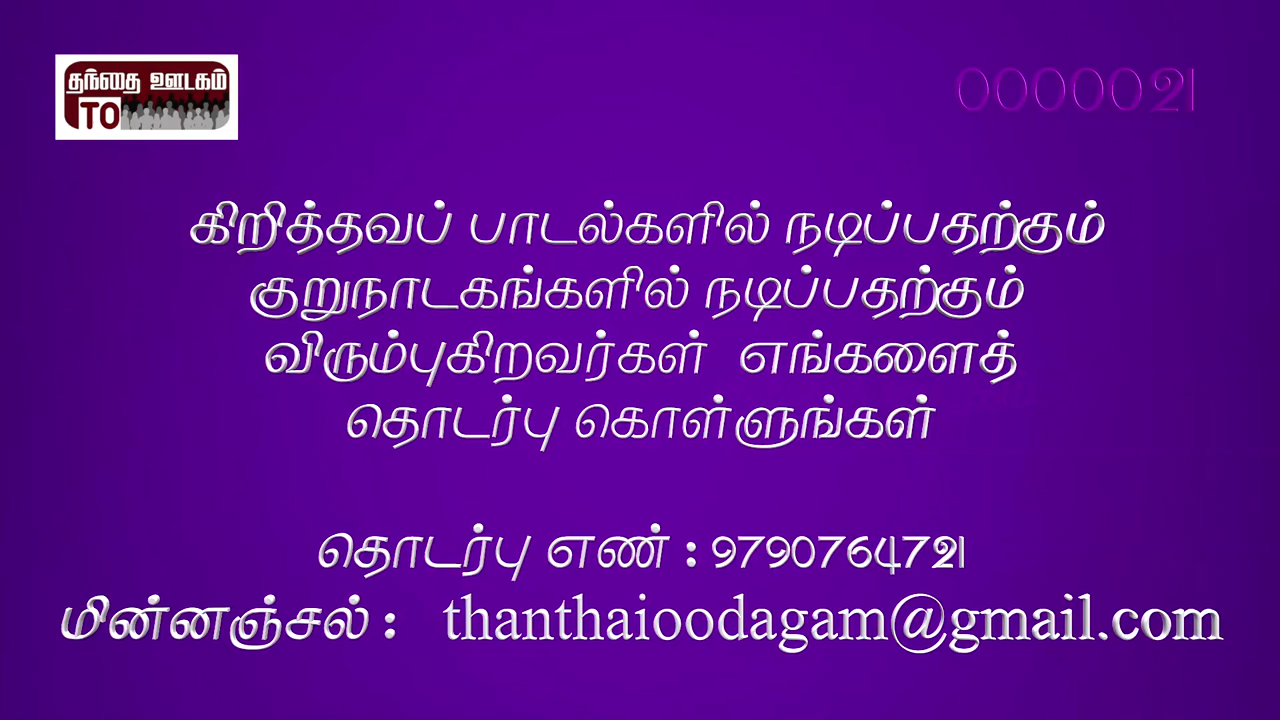 தந்தை ஊடகம்
TO
0000021
கிறித்தவப் பாடல்களில் நடிப்பதற்கும்
குறுநாடகங்களில் நடிப்பதற்கும்
விரும்புகிறவர்கள் எங்களைத்
தொடர்பு கொள்ளுங்கள்
தொடர்பு எண் : 9790764721
மின்னஞ்சல் : thanthaioodagam@gmail.com